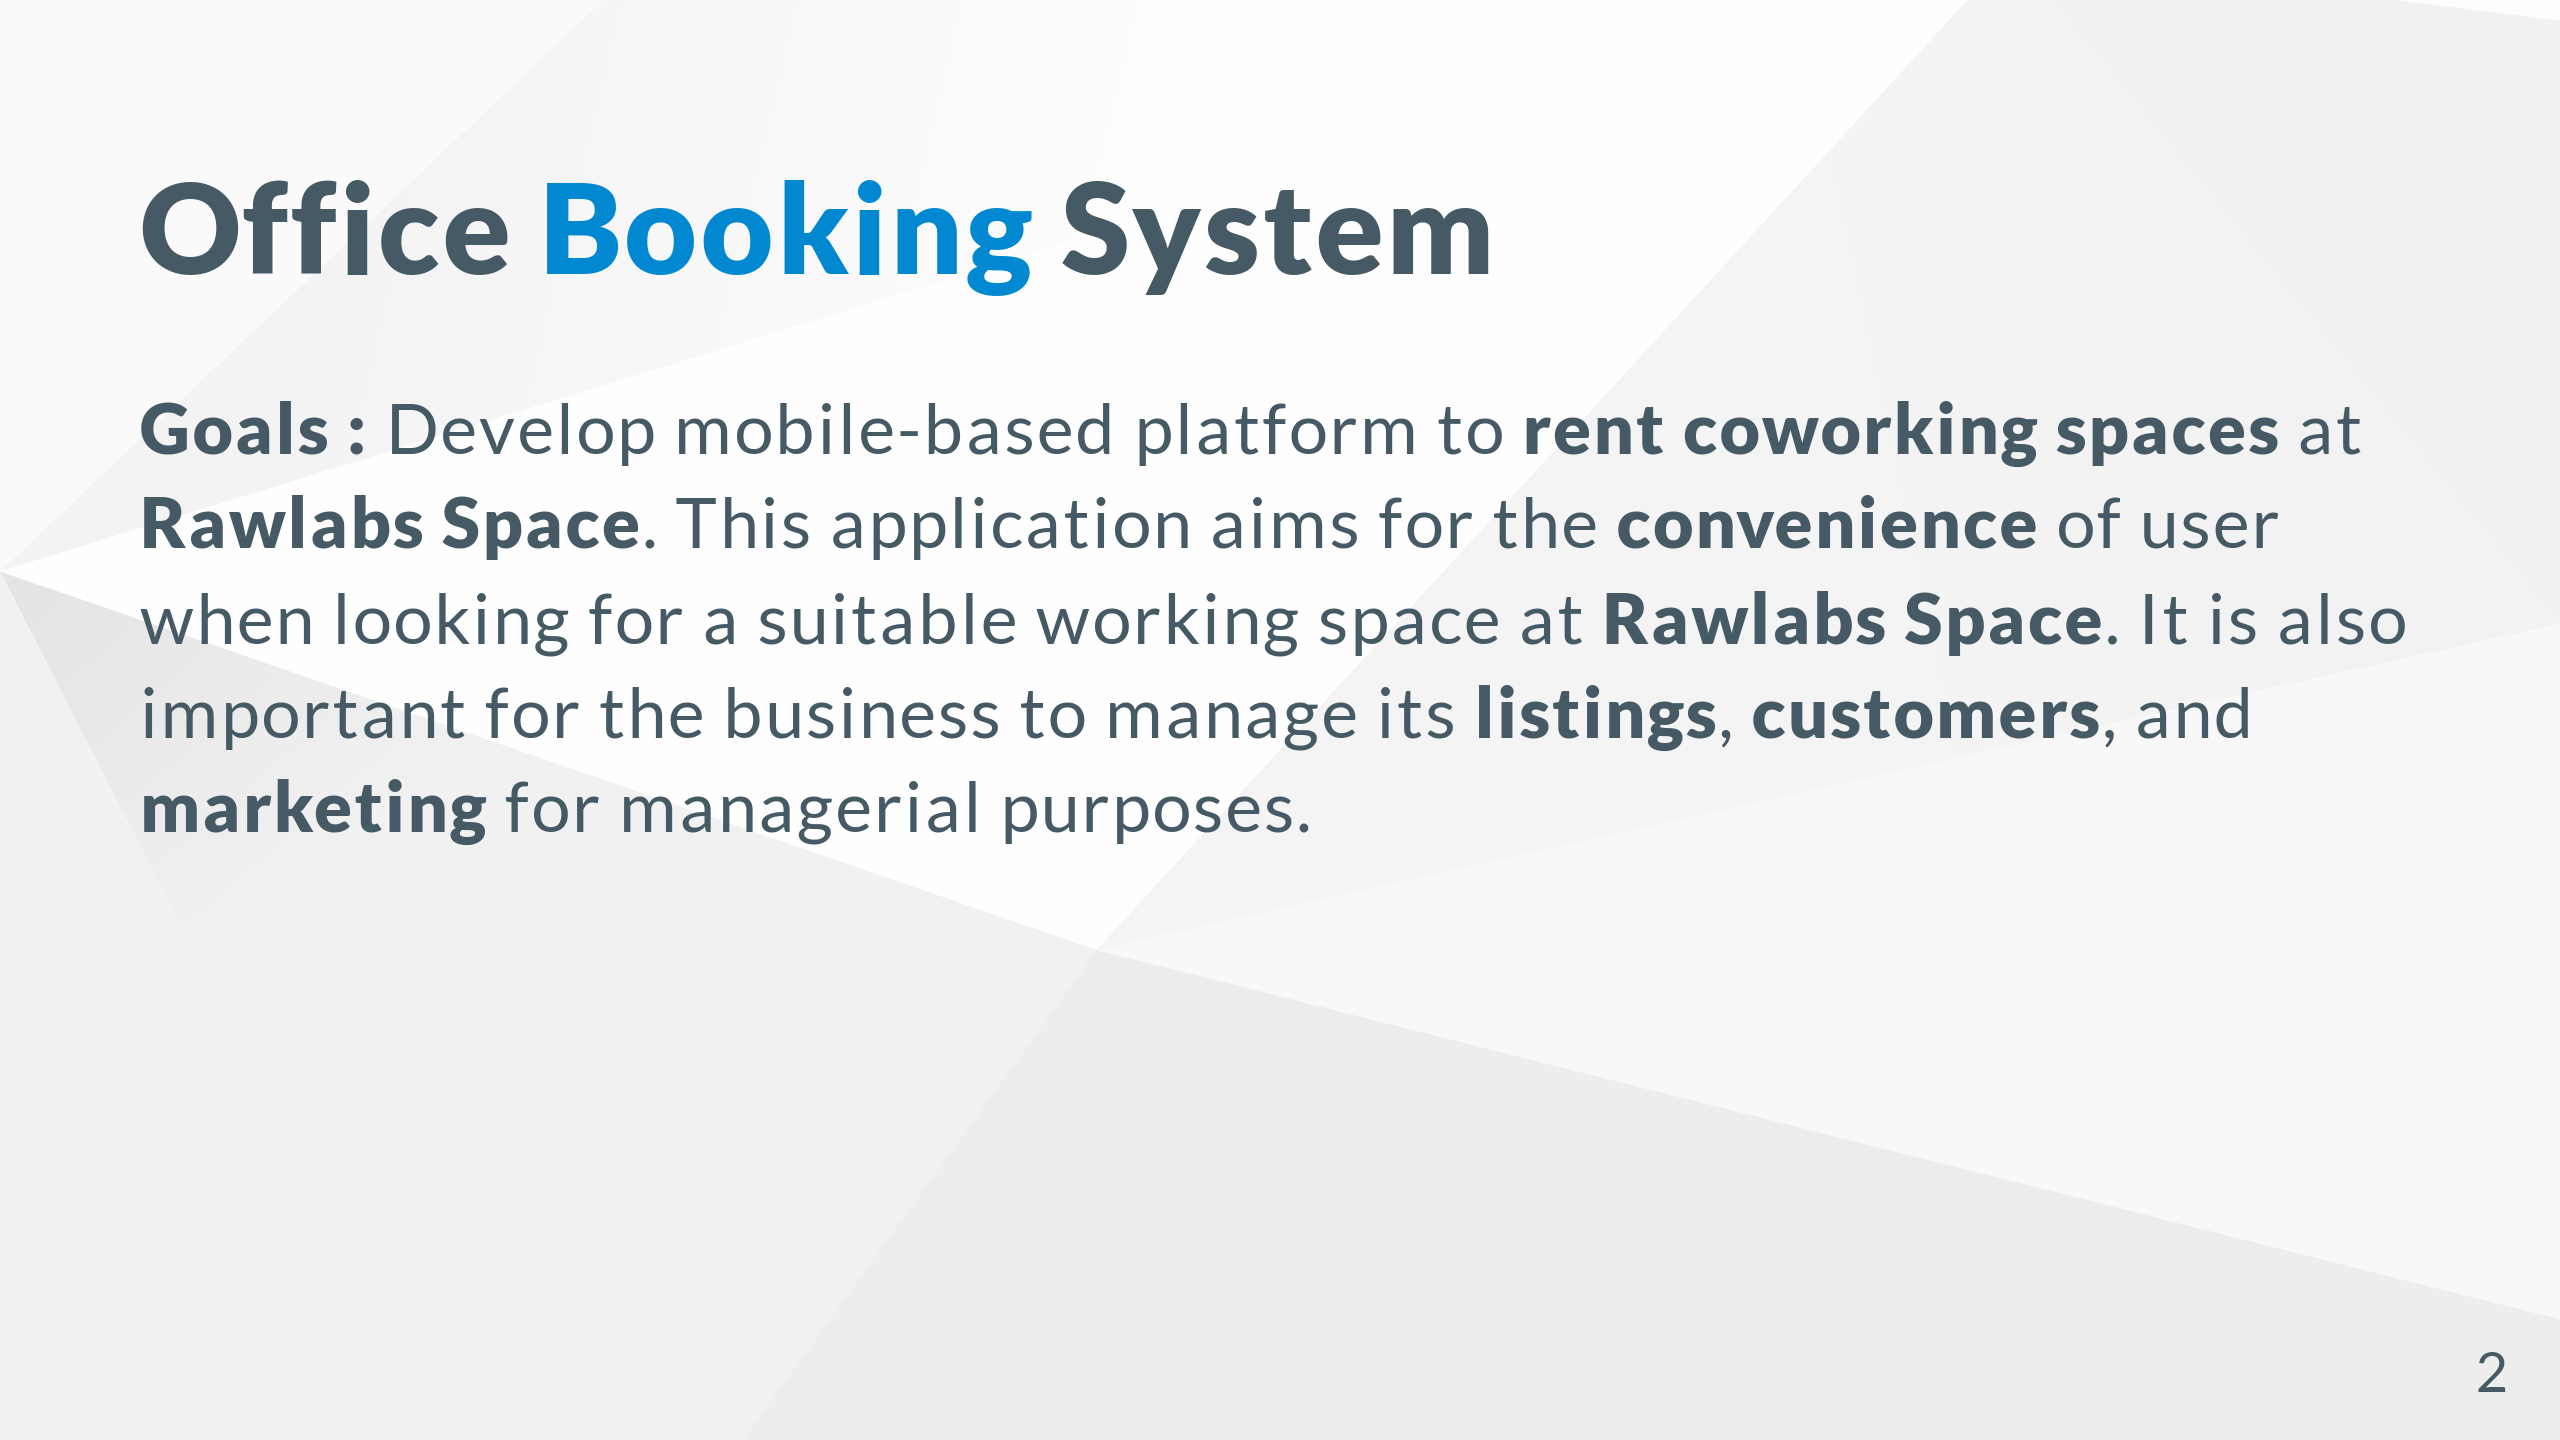 Office Booking System
Goals : Develop mobile-based platform to rent coworking spaces at
Rawlabs Space. This application aims for the convenience of user
when looking for a suitable working space at Rawlabs Space. It is also
important for the business to manage its listings, customers, and
marketing for managerial purposes.
2